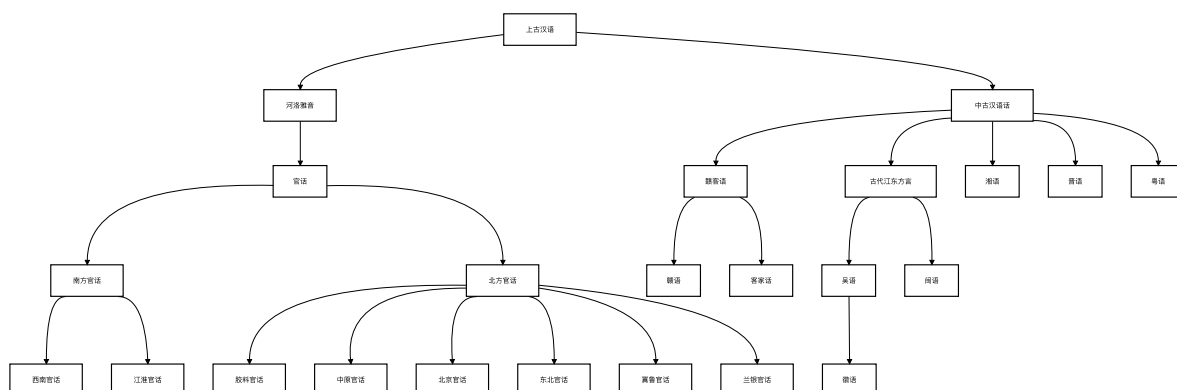 上古汉语
河洛雅音
中古汉语话
官话
赣客语
古代江东方言
湘语
晋语
粤语
南方官话
北方官话
赣语
客家话
吴语
闽语
西南官话
江淮官话
胶料官话
中原官话
北京官话
东北官话
冀鲁官话
兰银官话
徽语